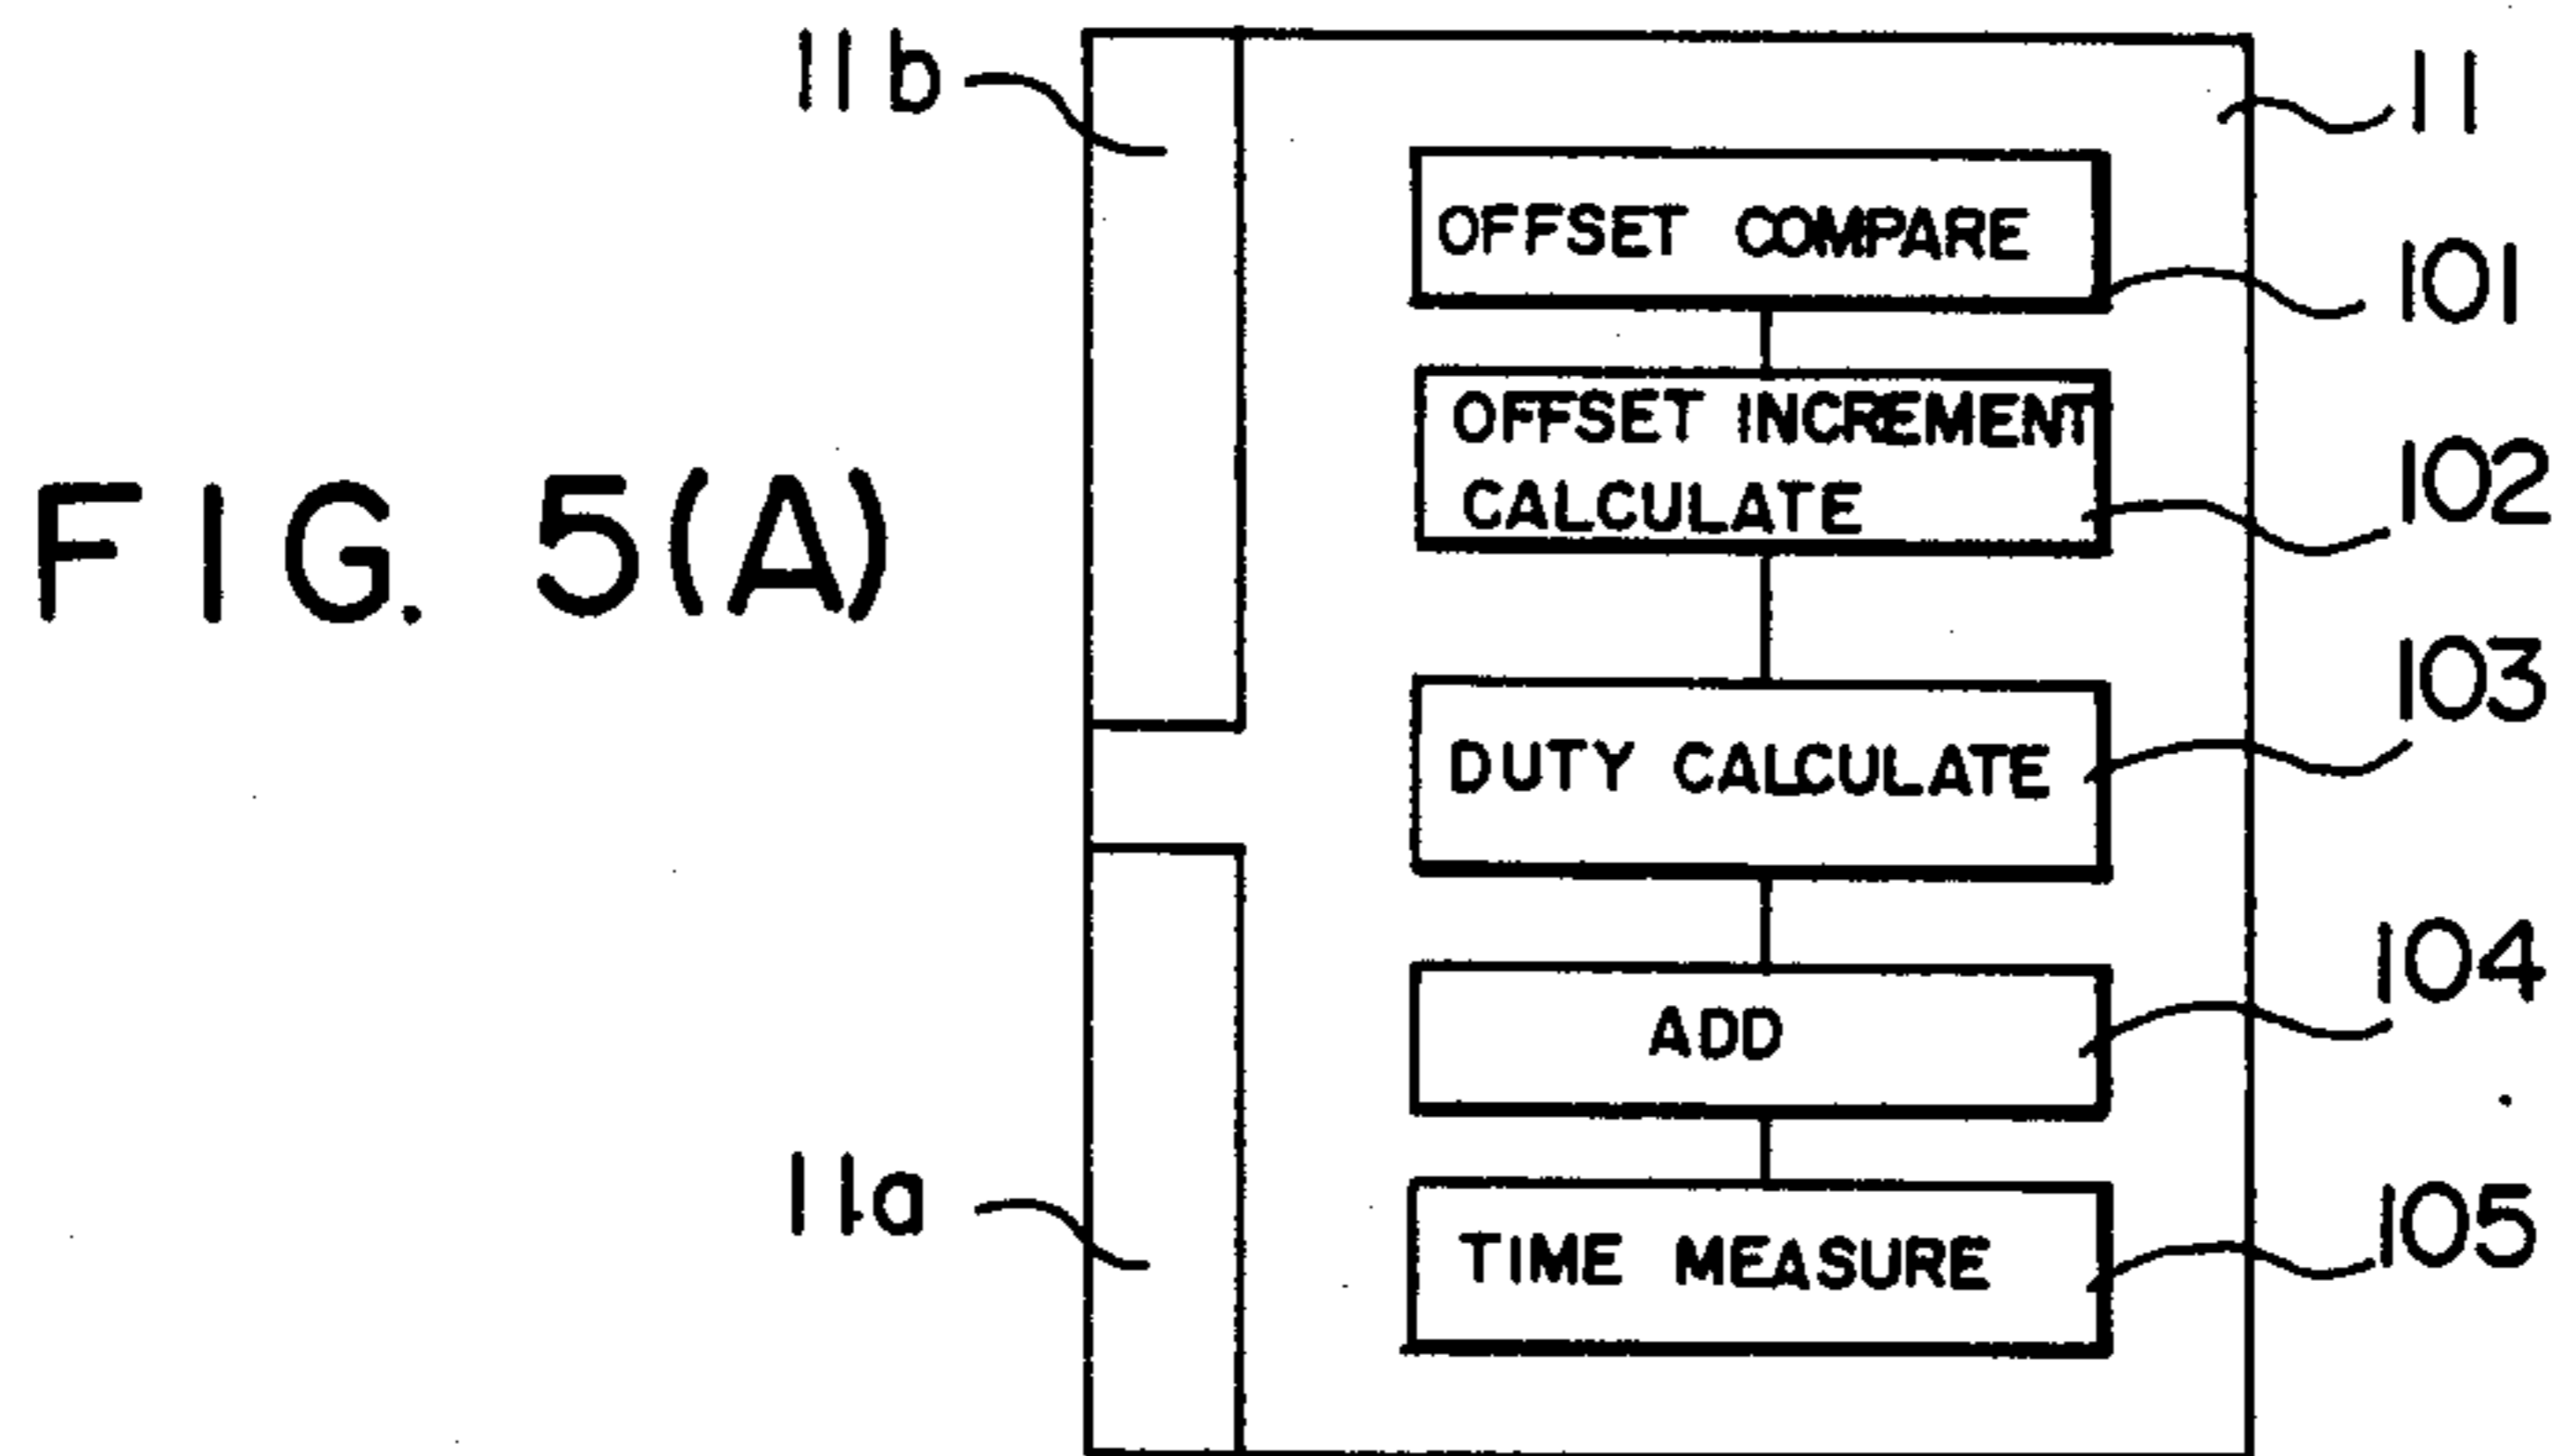 11b
11
OFFSET COMPARE
101
OFFSET INCREMENT
CALCULATE
102
FIG. 5(A)
103
DUTY CALCULATE
104
ADD
11a
105
TIME MEASURE